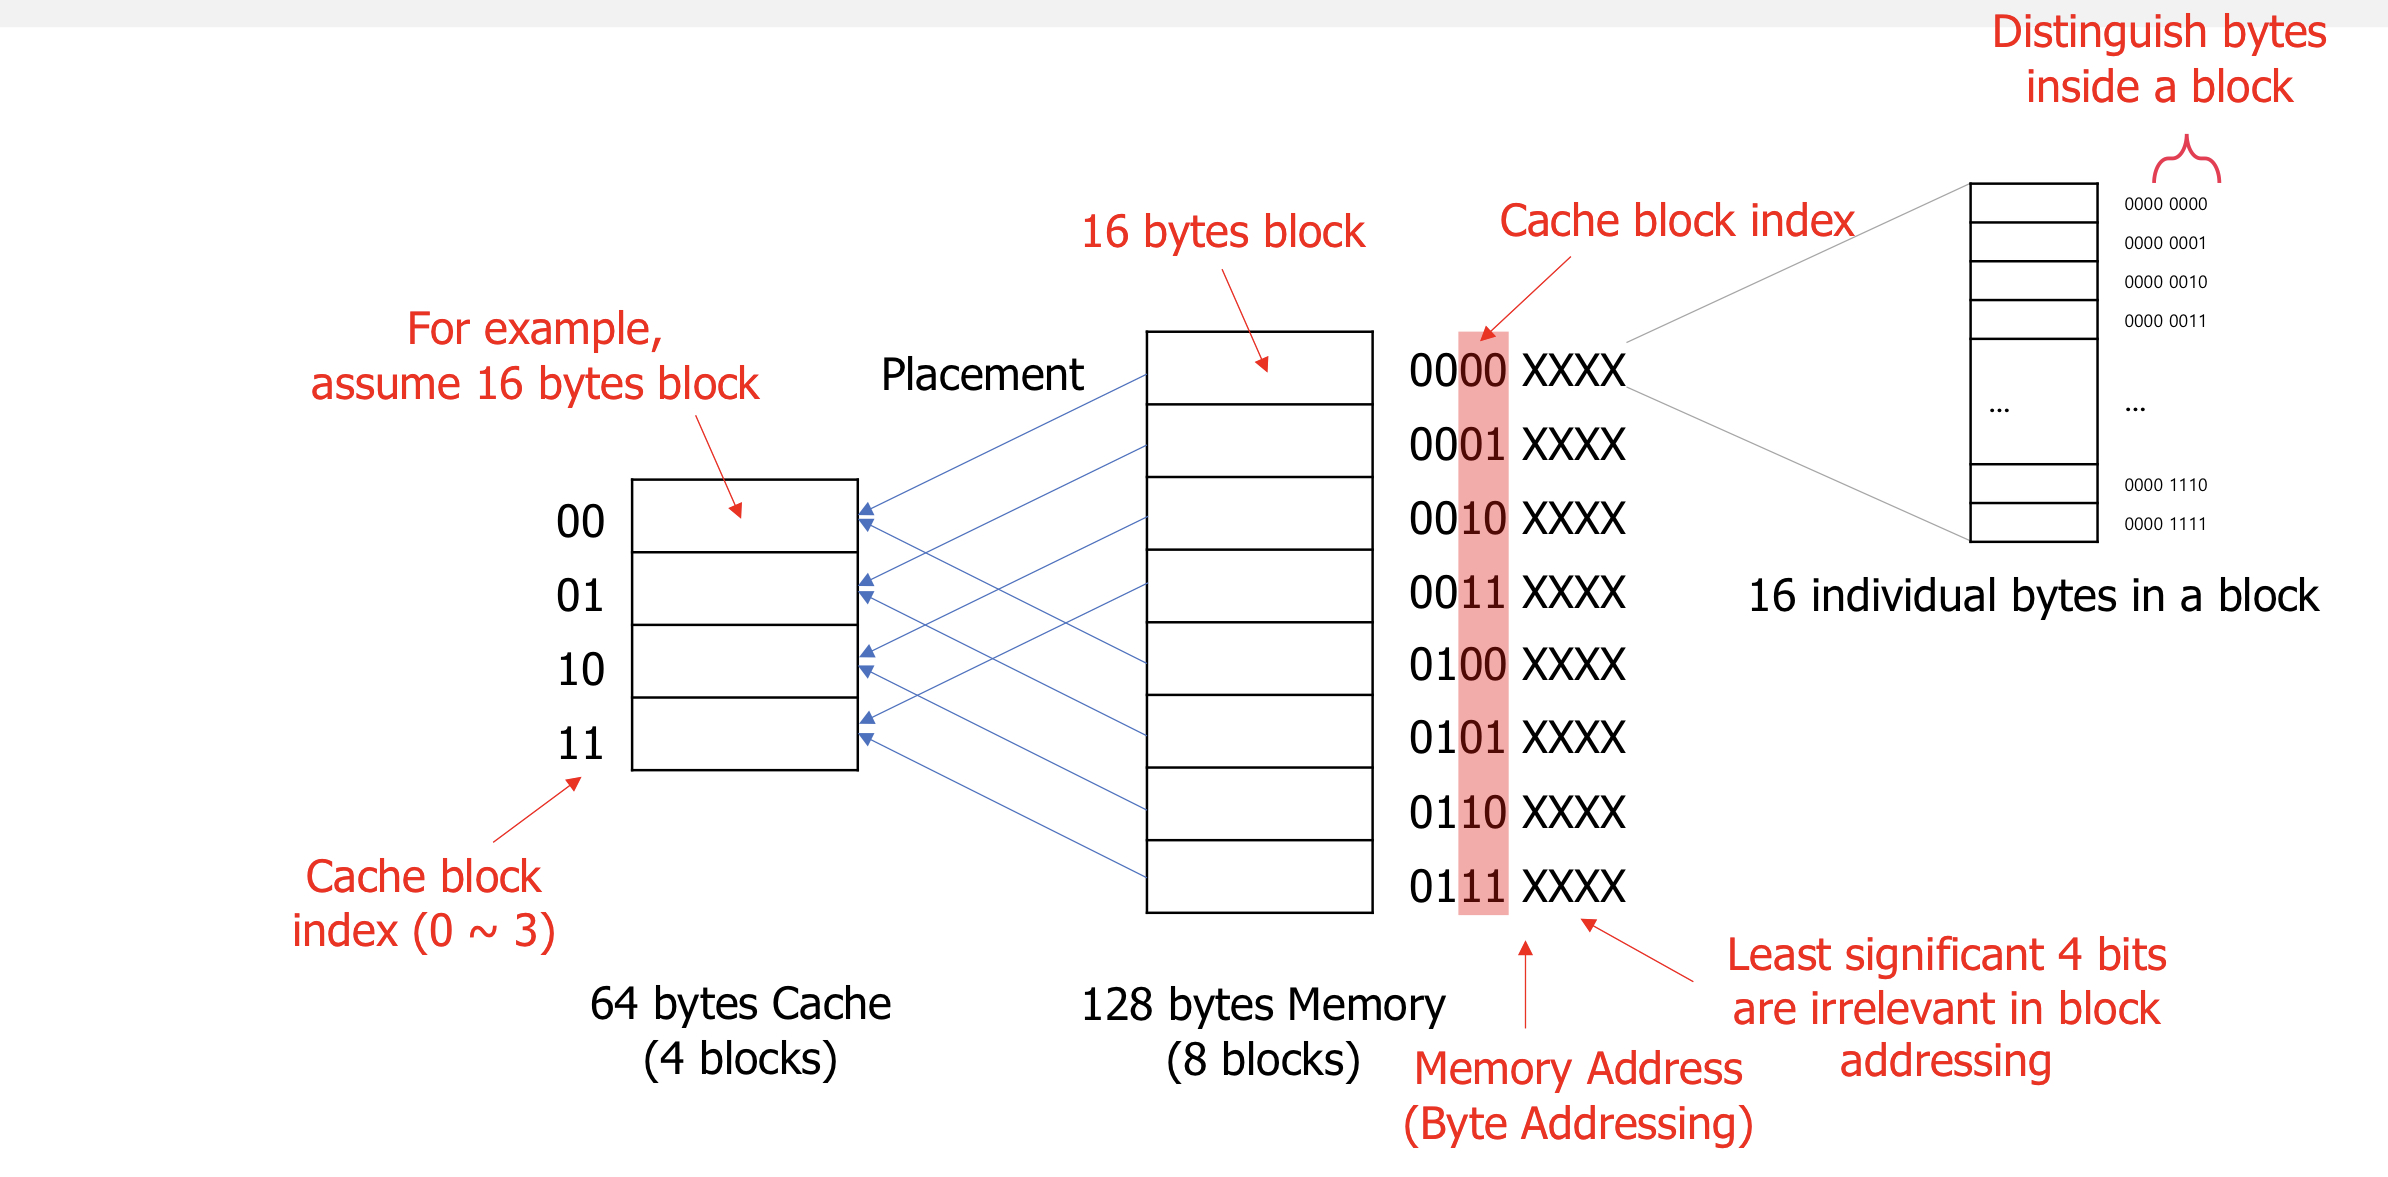 Distinguish bytes
inside a block
Cache block index
16 bytes block
For example,
assume 16 bytes block
Placement
00
01
10
11
Cache block
index (0 ~ 3)
64 bytes Cache
(4 blocks)
128 bytes Memory
(8 blocks)
0000 XXXX
0001 XXXX
0010 XXXX
0011 XXXX
0100 XXXX
0101 XXXX
0110 XXXX
0111 XXXX
Memory Address
(Byte Addressing)
Least significant 4 bits
are irrelevant in block
addressing
0000 0000
0000 0001
0000 0010
0000 0011
... ...
0000 1110
0000 1111
16 individual bytes in a block